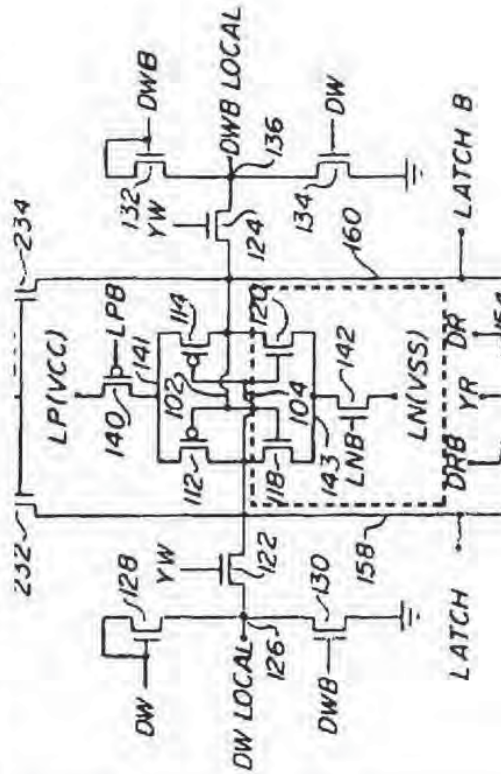 234
DWB
132
DWB LOCAL
136
YW
124
DW
134
LATCH B
160
LPB
LP(VCC)
140
141
114
102
120
104
112
118
143
142
LNB
LN(VSS)
DR
YR
DRB
232
158
YW
122
128
DW
126
DW LOCAL
130
DWB
LATCH